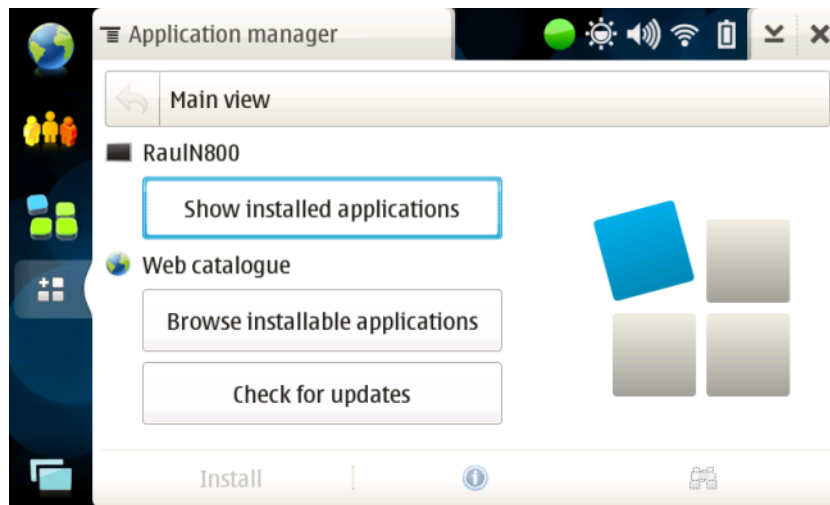 Application manager
Main view
RaulN800
Show installed applications
Web catalogue
Browse installable applications
Check for updates
Install